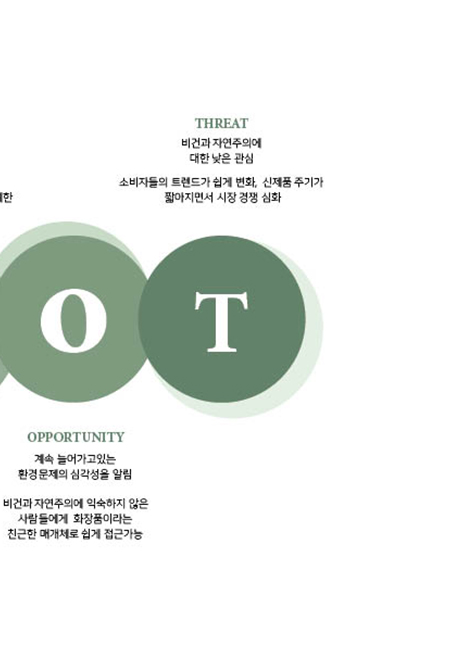 THREAT
비건과 자연주의에
대한 낮은 관심
소비자들의 트렌드가 쉽게 변화, 신제품 주기가
짧아지면서 시장 경쟁 심화
O T
OPPORTUNITY
계속 늘어가고있는
환경문제의 심각성을 알림
비건과 자연주의에 익숙하지 않은
사람들에게 화장품이라는
친근한 매개체로 쉽게 접근가능